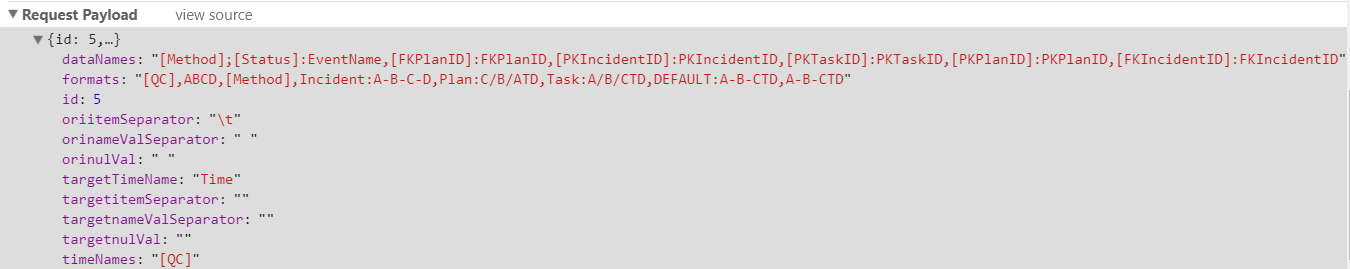 ▼ Request Payload view source
▼ {id: 5,…}
dataNames: "[Method];[Status]:EventName,[FKPlanID]:FKPlanID,[PKIncidentID]:PKIncidentID,[PKTaskID]:PKTaskID,[PKPlanID]:PKPlanID,[FKIncidentID]:FKIncidentID"
formats: "[QC],ABCD,[Method],Incident:A-B-C-D,Plan:C/B/ATD,Task:A/B/CTD,DEFAULT:A-B-CTD,A-B-CTD"
id: 5
oriitemSeparator: "\t"
orinameValSeparator: " "
orinulVal: " "
targetTimeName: "Time"
targetitemSeparator: ""
targetnameValSeparator: ""
targetnulVal: ""
timeNames: "[QC]"